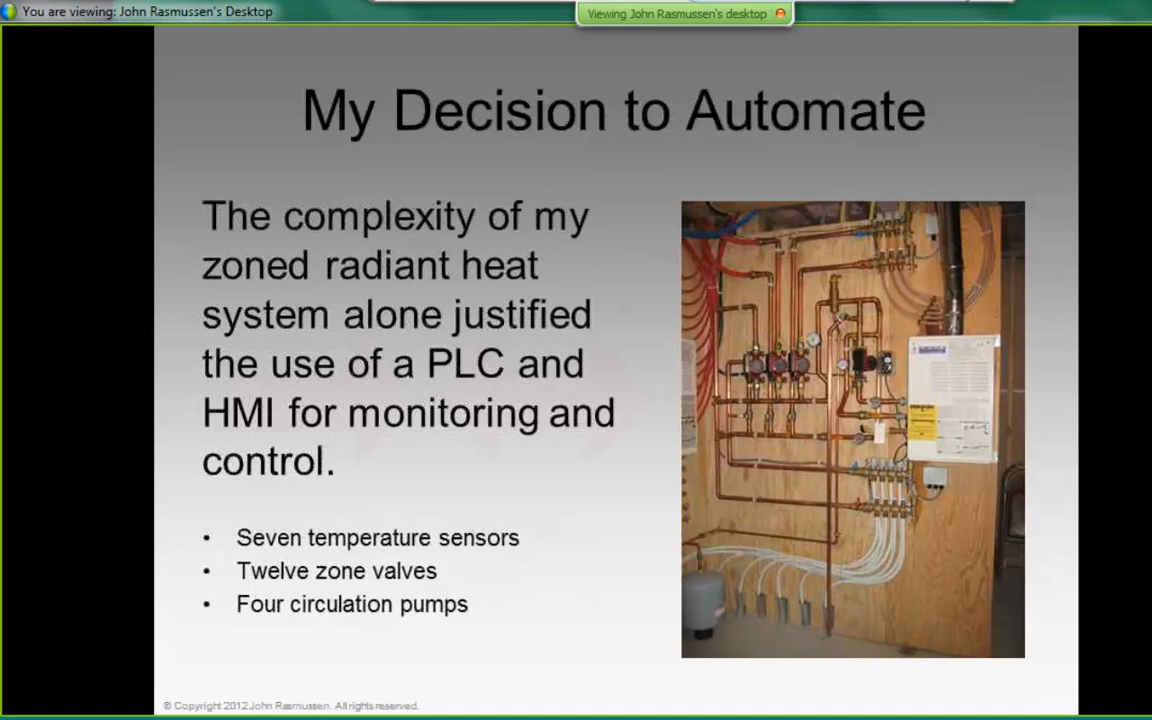 You are viewing: John Rasmussen's Desktop
Viewing John Rasmussen's desktop
My Decision to Automate
The complexity of my
zoned radiant heat
system alone justified
the use of a PLC and
HMI for monitoring and
control.
• Seven temperature sensors
• Twelve zone valves
• Four circulation pumps
© Copyright 2012 John Rasmussen. All rights reserved.